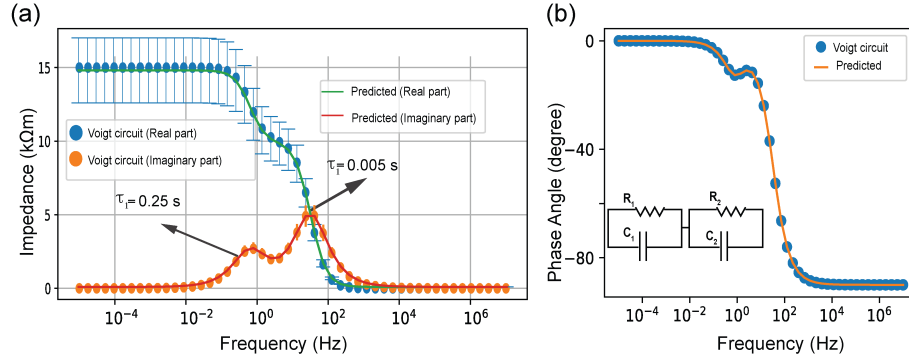 (a)
Impedance (kΩm)
15
10
5
0
Predicted (Real part)
Predicted (Imaginary part)
Voigt circuit (Real part)
Voigt circuit (Imaginary part)
τi=0.005 s
τi=0.25 s
10⁻⁴ 10⁻² 10⁰ 10² 10⁴ 10⁶
Frequency (Hz)
(b)
Phase Angle (degree)
0
−40
−80
Voigt circuit
Predicted
R₁ R₂
C₁ C₂
10⁻⁴ 10⁻² 10⁰ 10² 10⁴ 10⁶
Frequency (Hz)